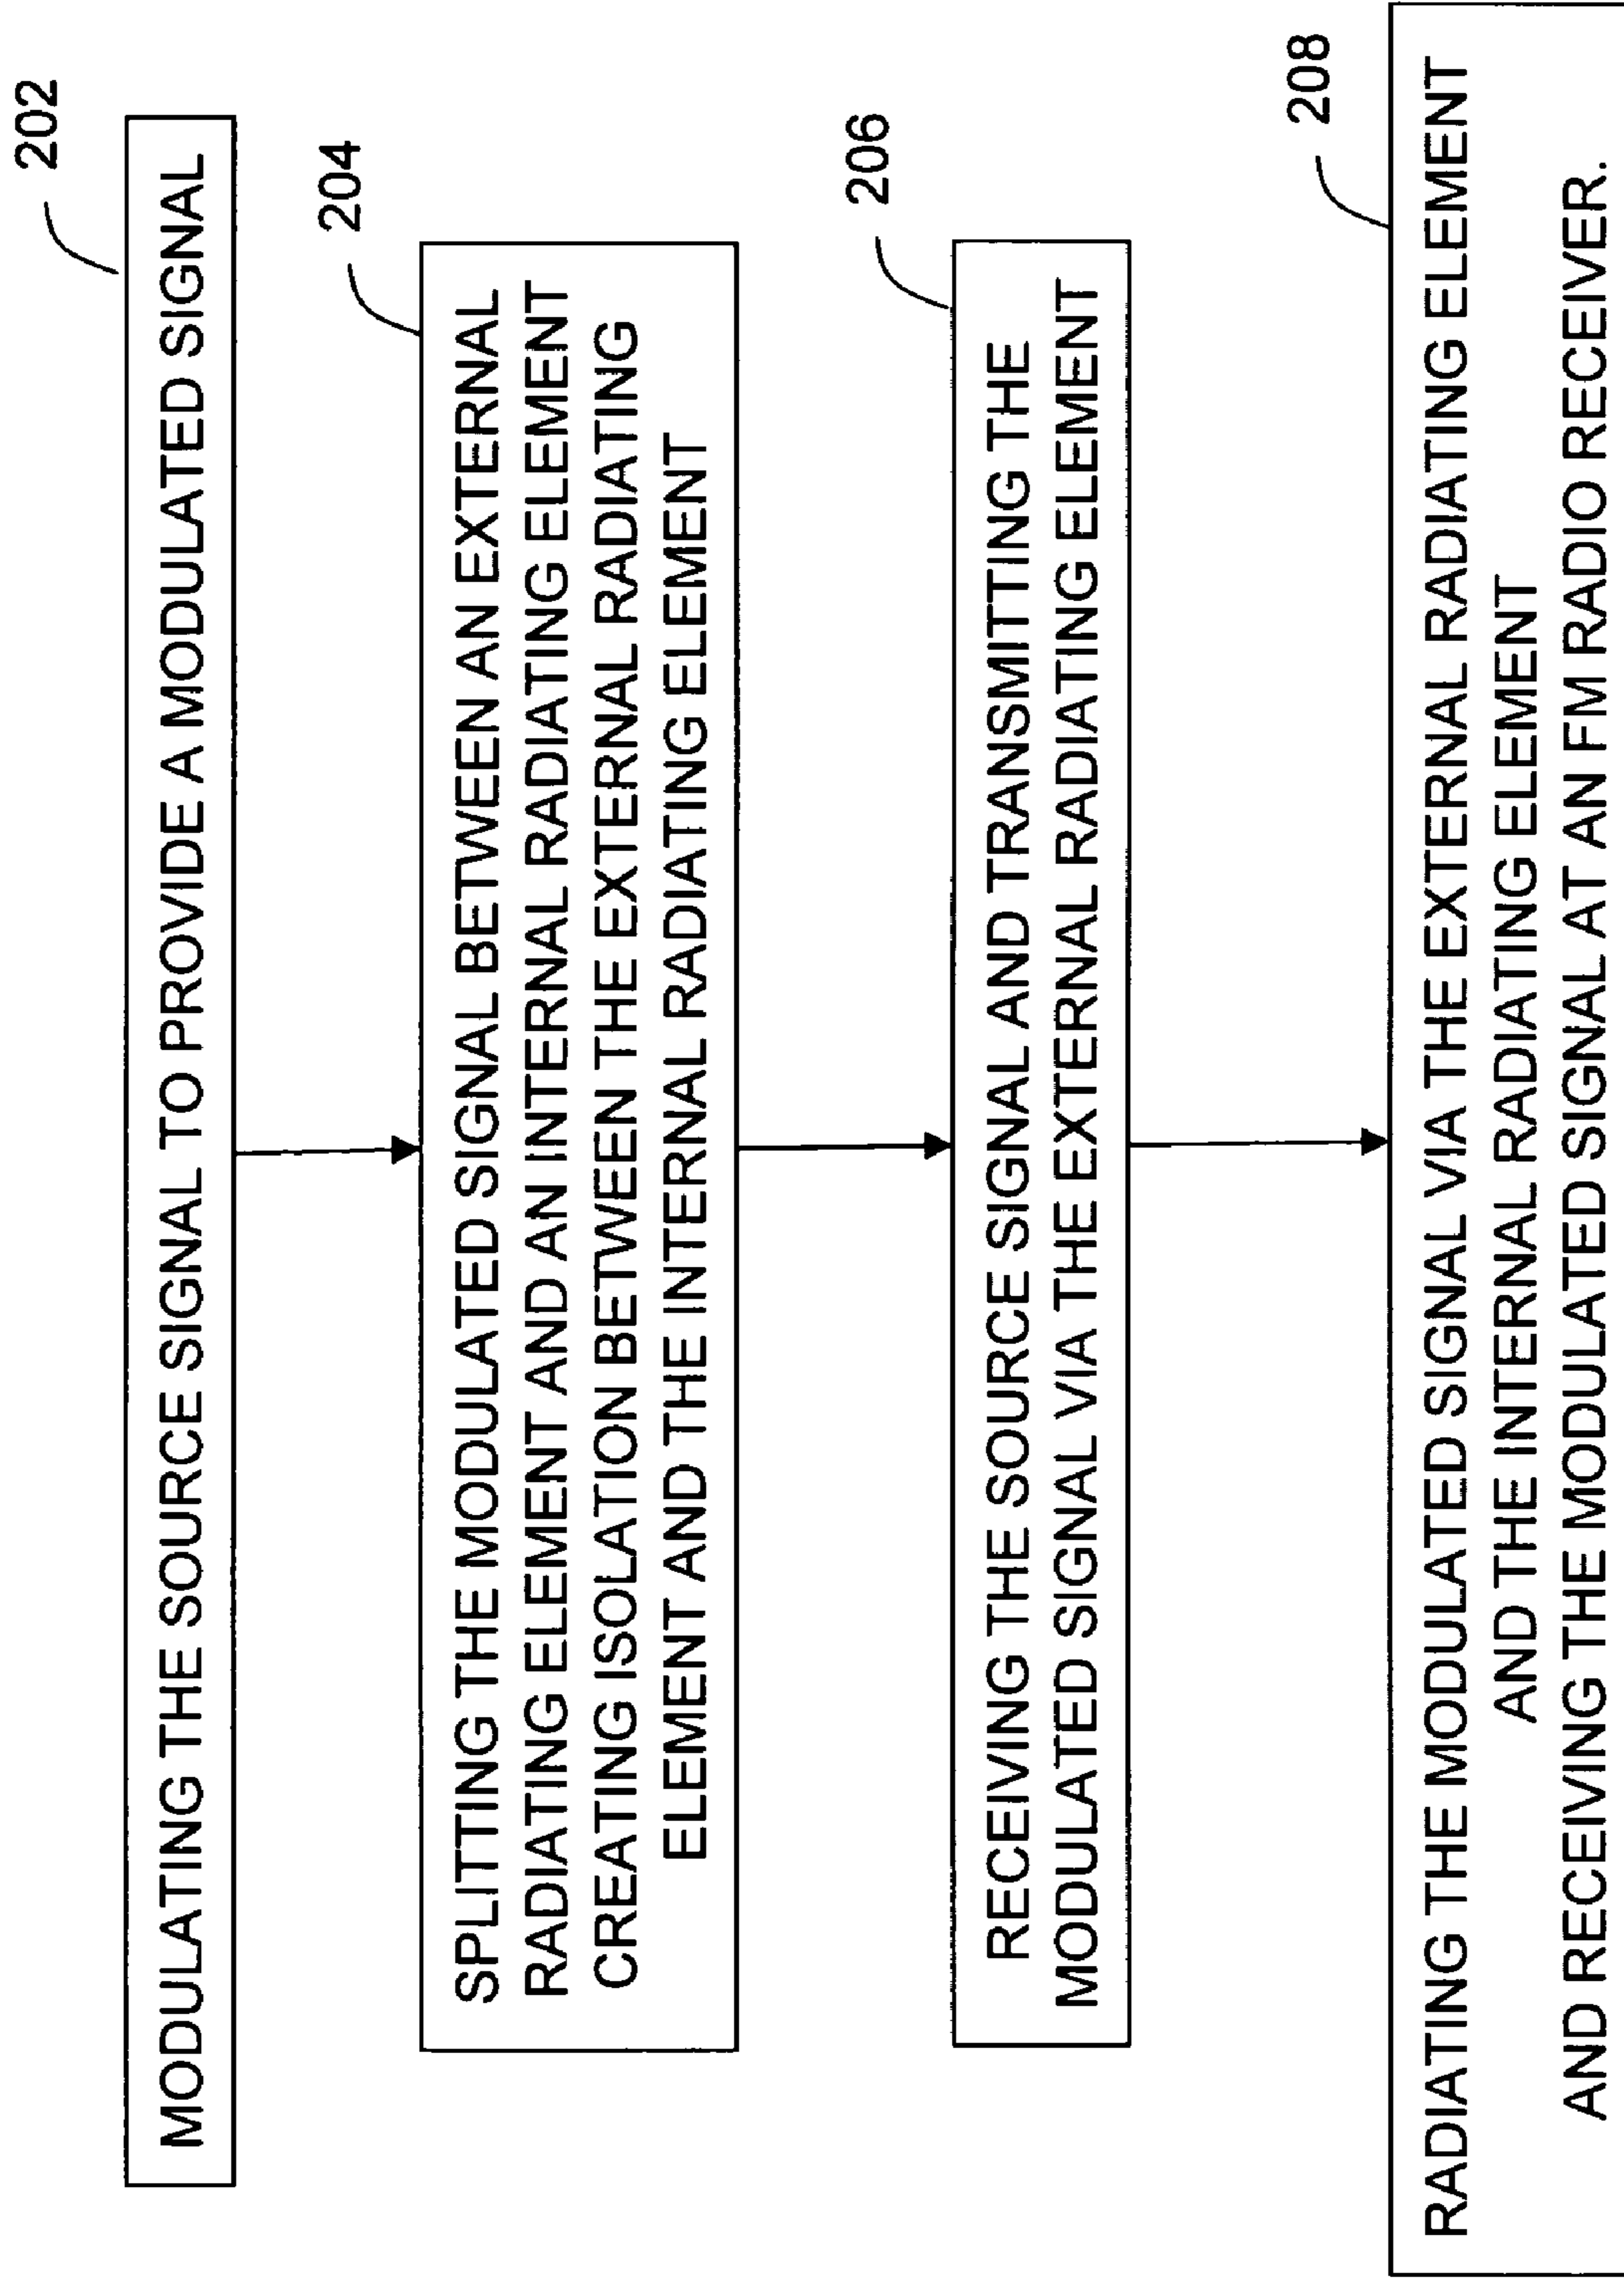 202
MODULATING THE SOURCE SIGNAL TO PROVIDE A MODULATED SIGNAL
204
SPLITTING THE MODULATED SIGNAL BETWEEN AN EXTERNAL
RADIATING ELEMENT AND AN INTERNAL RADIATING ELEMENT
CREATING ISOLATION BETWEEN THE EXTERNAL RADIATING
ELEMENT AND THE INTERNAL RADIATING ELEMENT
206
RECEIVING THE SOURCE SIGNAL AND TRANSMITTING THE
MODULATED SIGNAL VIA THE EXTERNAL RADIATING ELEMENT
208
RADIATING THE MODULATED SIGNAL VIA THE EXTERNAL RADIATING ELEMENT
AND THE INTERNAL RADIATING ELEMENT
AND RECEIVING THE MODULATED SIGNAL AT AN FM RADIO RECEIVER.